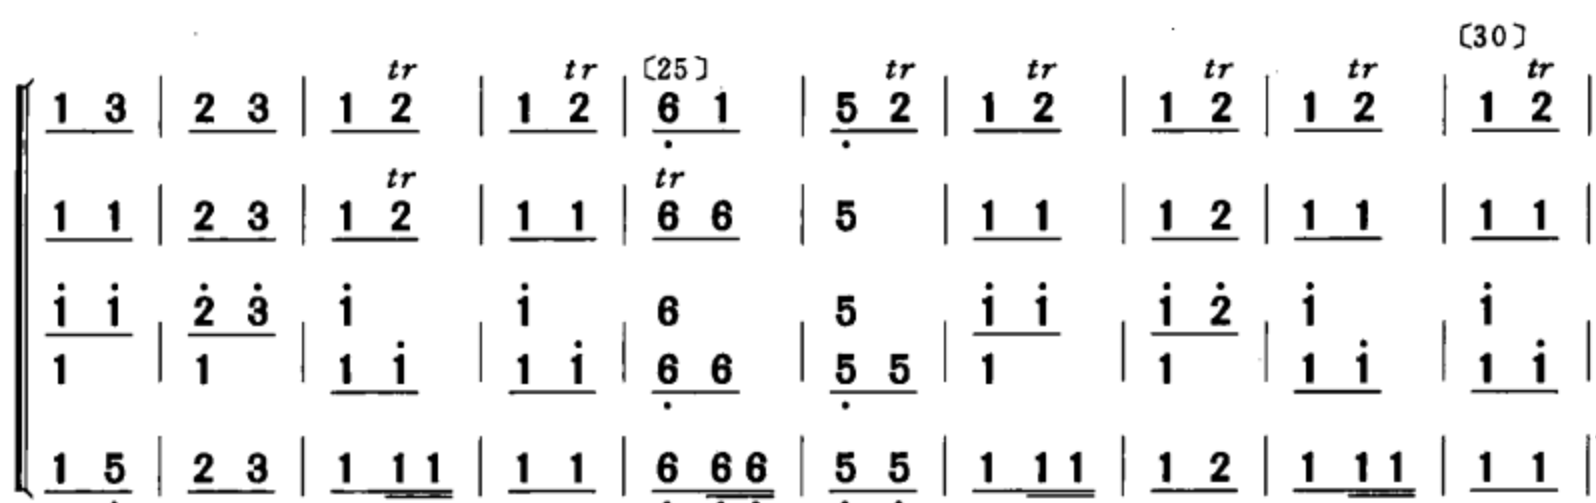 〔30〕
tr tr 〔25〕 tr tr tr tr tr
1 3 | 2 3 | 1 2 | 1 2 | 6̣ 1 | 5̣ 2 | 1 2 | 1 2 | 1 2 | 1 2 |
tr tr
1 1 | 2 3 | 1 2 | 1 1 | 6 6 | 5 | 1 1 | 1 2 | 1 1 | 1 1 |
1̇ 1̇ | 2̇ 3̇ | 1̇ | 1̇ | 6 | 5 | 1̇ 1̇ | 1̇ 2̇ | 1̇ | 1̇ |
1 | 1 | 1 1̇ | 1 1̇ | 6̣ 6 | 5̣ 5 | 1 | 1 | 1 1̇ | 1 1̇ |
1 5̣ | 2 3 | 1 1 1 | 1 1 | 6̣ 6̣ 6̣ | 5̣ 5̣ | 1 1 1 | 1 2 | 1 1 1 | 1 1 |